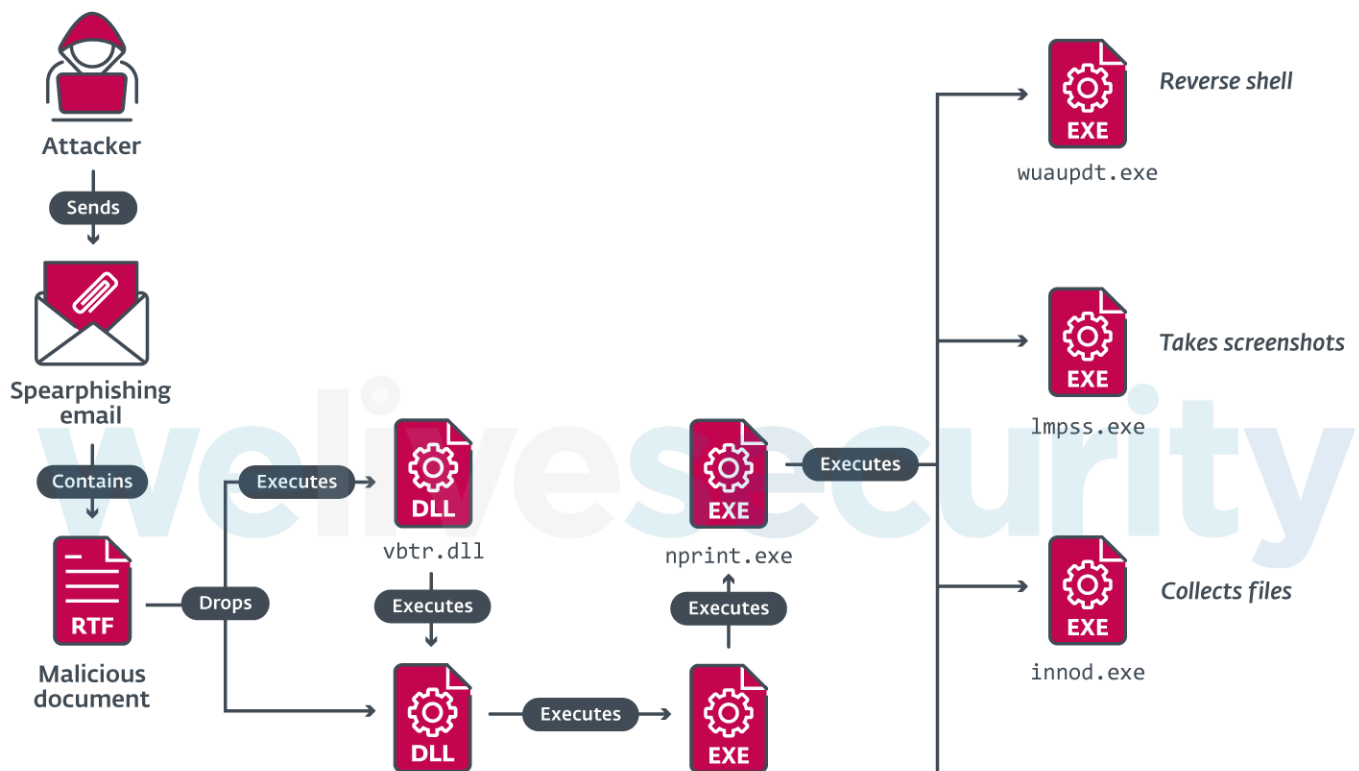 Attacker
Sends
Spearphishing
email
Contains
RTF
Malicious
document
Drops
Executes
DLL
vbtr.dll
Executes
DLL
Executes
EXE
Executes
EXE
nprint.exe
Executes
EXE
wuaupdt.exe
Reverse shell
EXE
lmpss.exe
Takes screenshots
EXE
innod.exe
Collects files
welivesecurity